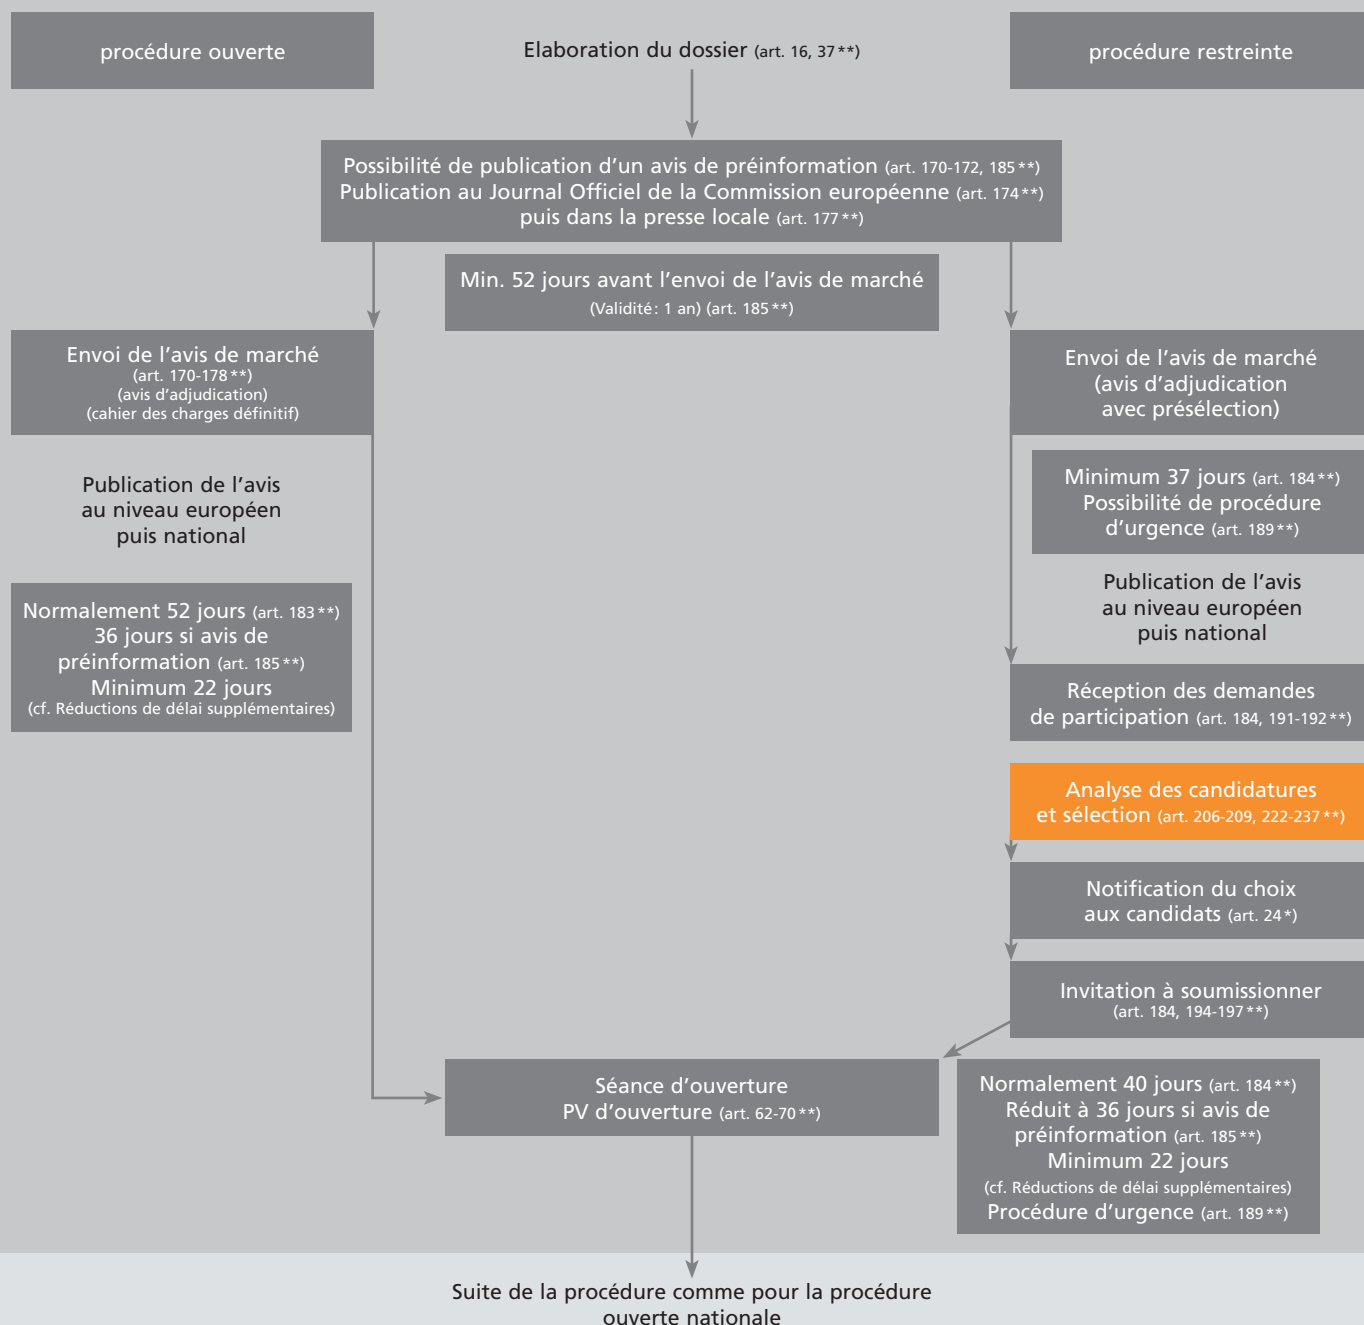 procédure ouverte
Elaboration du dossier (art. 16, 37**)
procédure restreinte
Possibilité de publication d’un avis de préinformation (art. 170-172, 185**)
Publication au Journal Officiel de la Commission européenne (art. 174**)
puis dans la presse locale (art. 177**)
Min. 52 jours avant l’envoi de l’avis de marché
(Validité: 1 an) (art. 185**)
Envoi de l’avis de marché
(art. 170-178**)
(avis d’adjudication)
(cahier des charges définitif)
Publication de l’avis
au niveau européen
puis national
Normalement 52 jours (art. 183**)
36 jours si avis de
préinformation (art. 185**)
Minimum 22 jours
(cf. Réductions de délai supplémentaires)
Envoi de l’avis de marché
(avis d’adjudication
avec présélection)
Minimum 37 jours (art. 184**)
Possibilité de procédure
d’urgence (art. 189**)
Publication de l’avis
au niveau européen
puis national
Réception des demandes
de participation (art. 184, 191-192**)
Analyse des candidatures
et sélection (art. 206-209, 222-237**)
Notification du choix
aux candidats (art. 24*)
Invitation à soumissionner
(art. 184, 194-197**)
Séance d’ouverture
PV d’ouverture (art. 62-70**)
Normalement 40 jours (art. 184**)
Réduit à 36 jours si avis de
préinformation (art. 185**)
Minimum 22 jours
(cf. Réductions de délai supplémentaires)
Procédure d’urgence (art. 189**)
Suite de la procédure comme pour la procédure
ouverte nationale